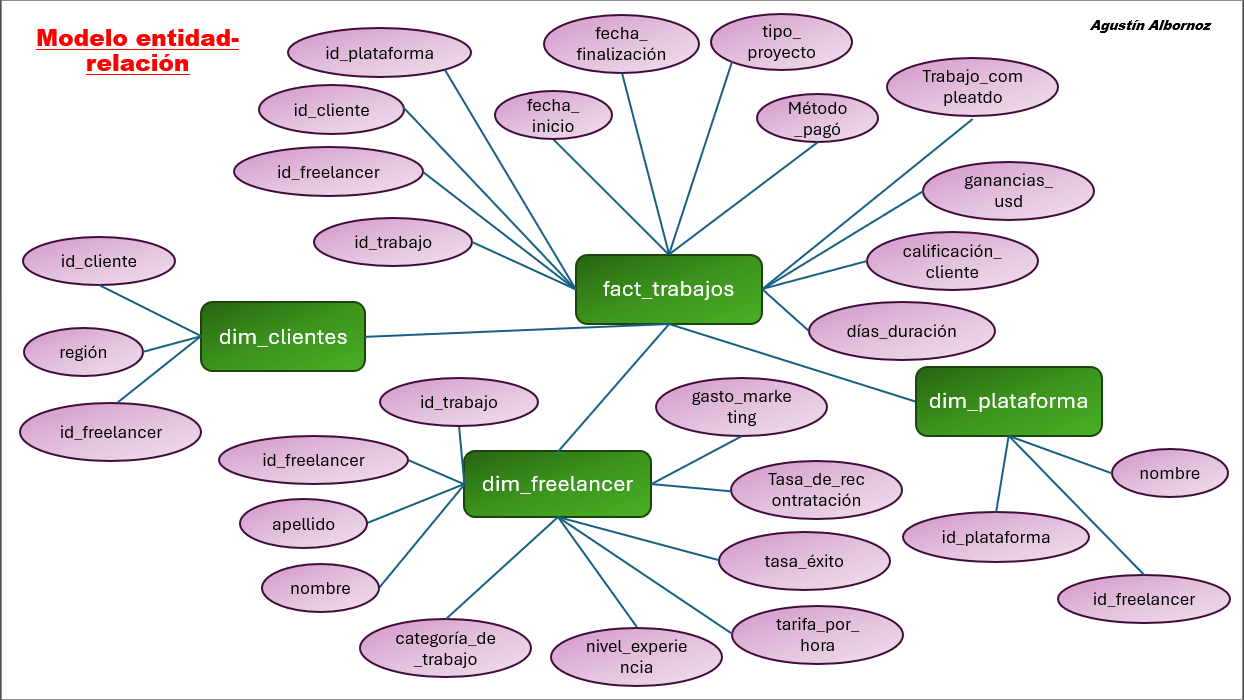 Modelo entidad-
relación
Agustín Albornoz
id_plataforma
id_cliente
id_freelancer
id_trabajo
fecha_
inicio
fecha_
finalización
tipo_
proyecto
Método
_pagó
Trabajo_com
pleatdo
ganancias_
usd
calificación_
cliente
días_duración
fact_trabajos
id_cliente
región
id_freelancer
dim_clientes
id_trabajo
id_freelancer
apellido
nombre
categoría_de
_trabajo
nivel_experie
ncia
tarifa_por_
hora
tasa_éxito
Tasa_de_rec
ontratación
gasto_marke
ting
dim_freelancer
dim_plataforma
nombre
id_plataforma
id_freelancer